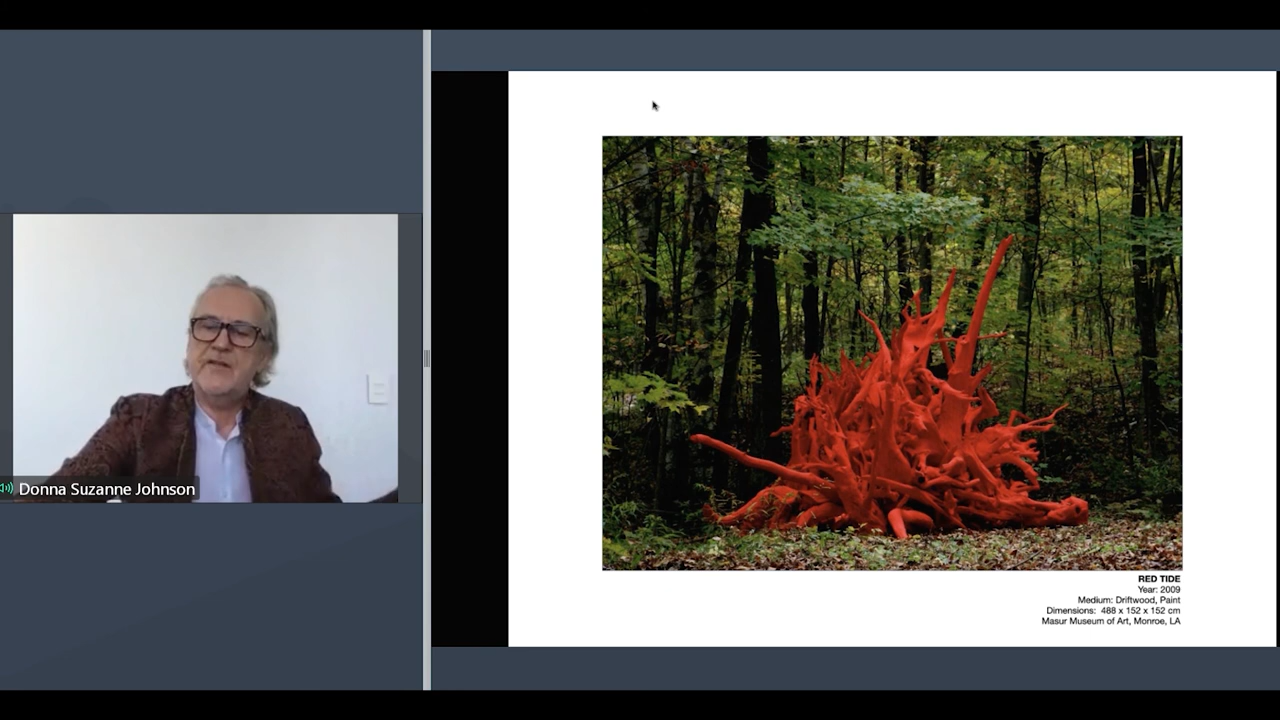 Donna Suzanne Johnson
RED TIDE
Year: 2009
Medium: Driftwood, Paint
Dimensions: 488 x 152 x 152 cm
Masur Museum of Art, Monroe, LA